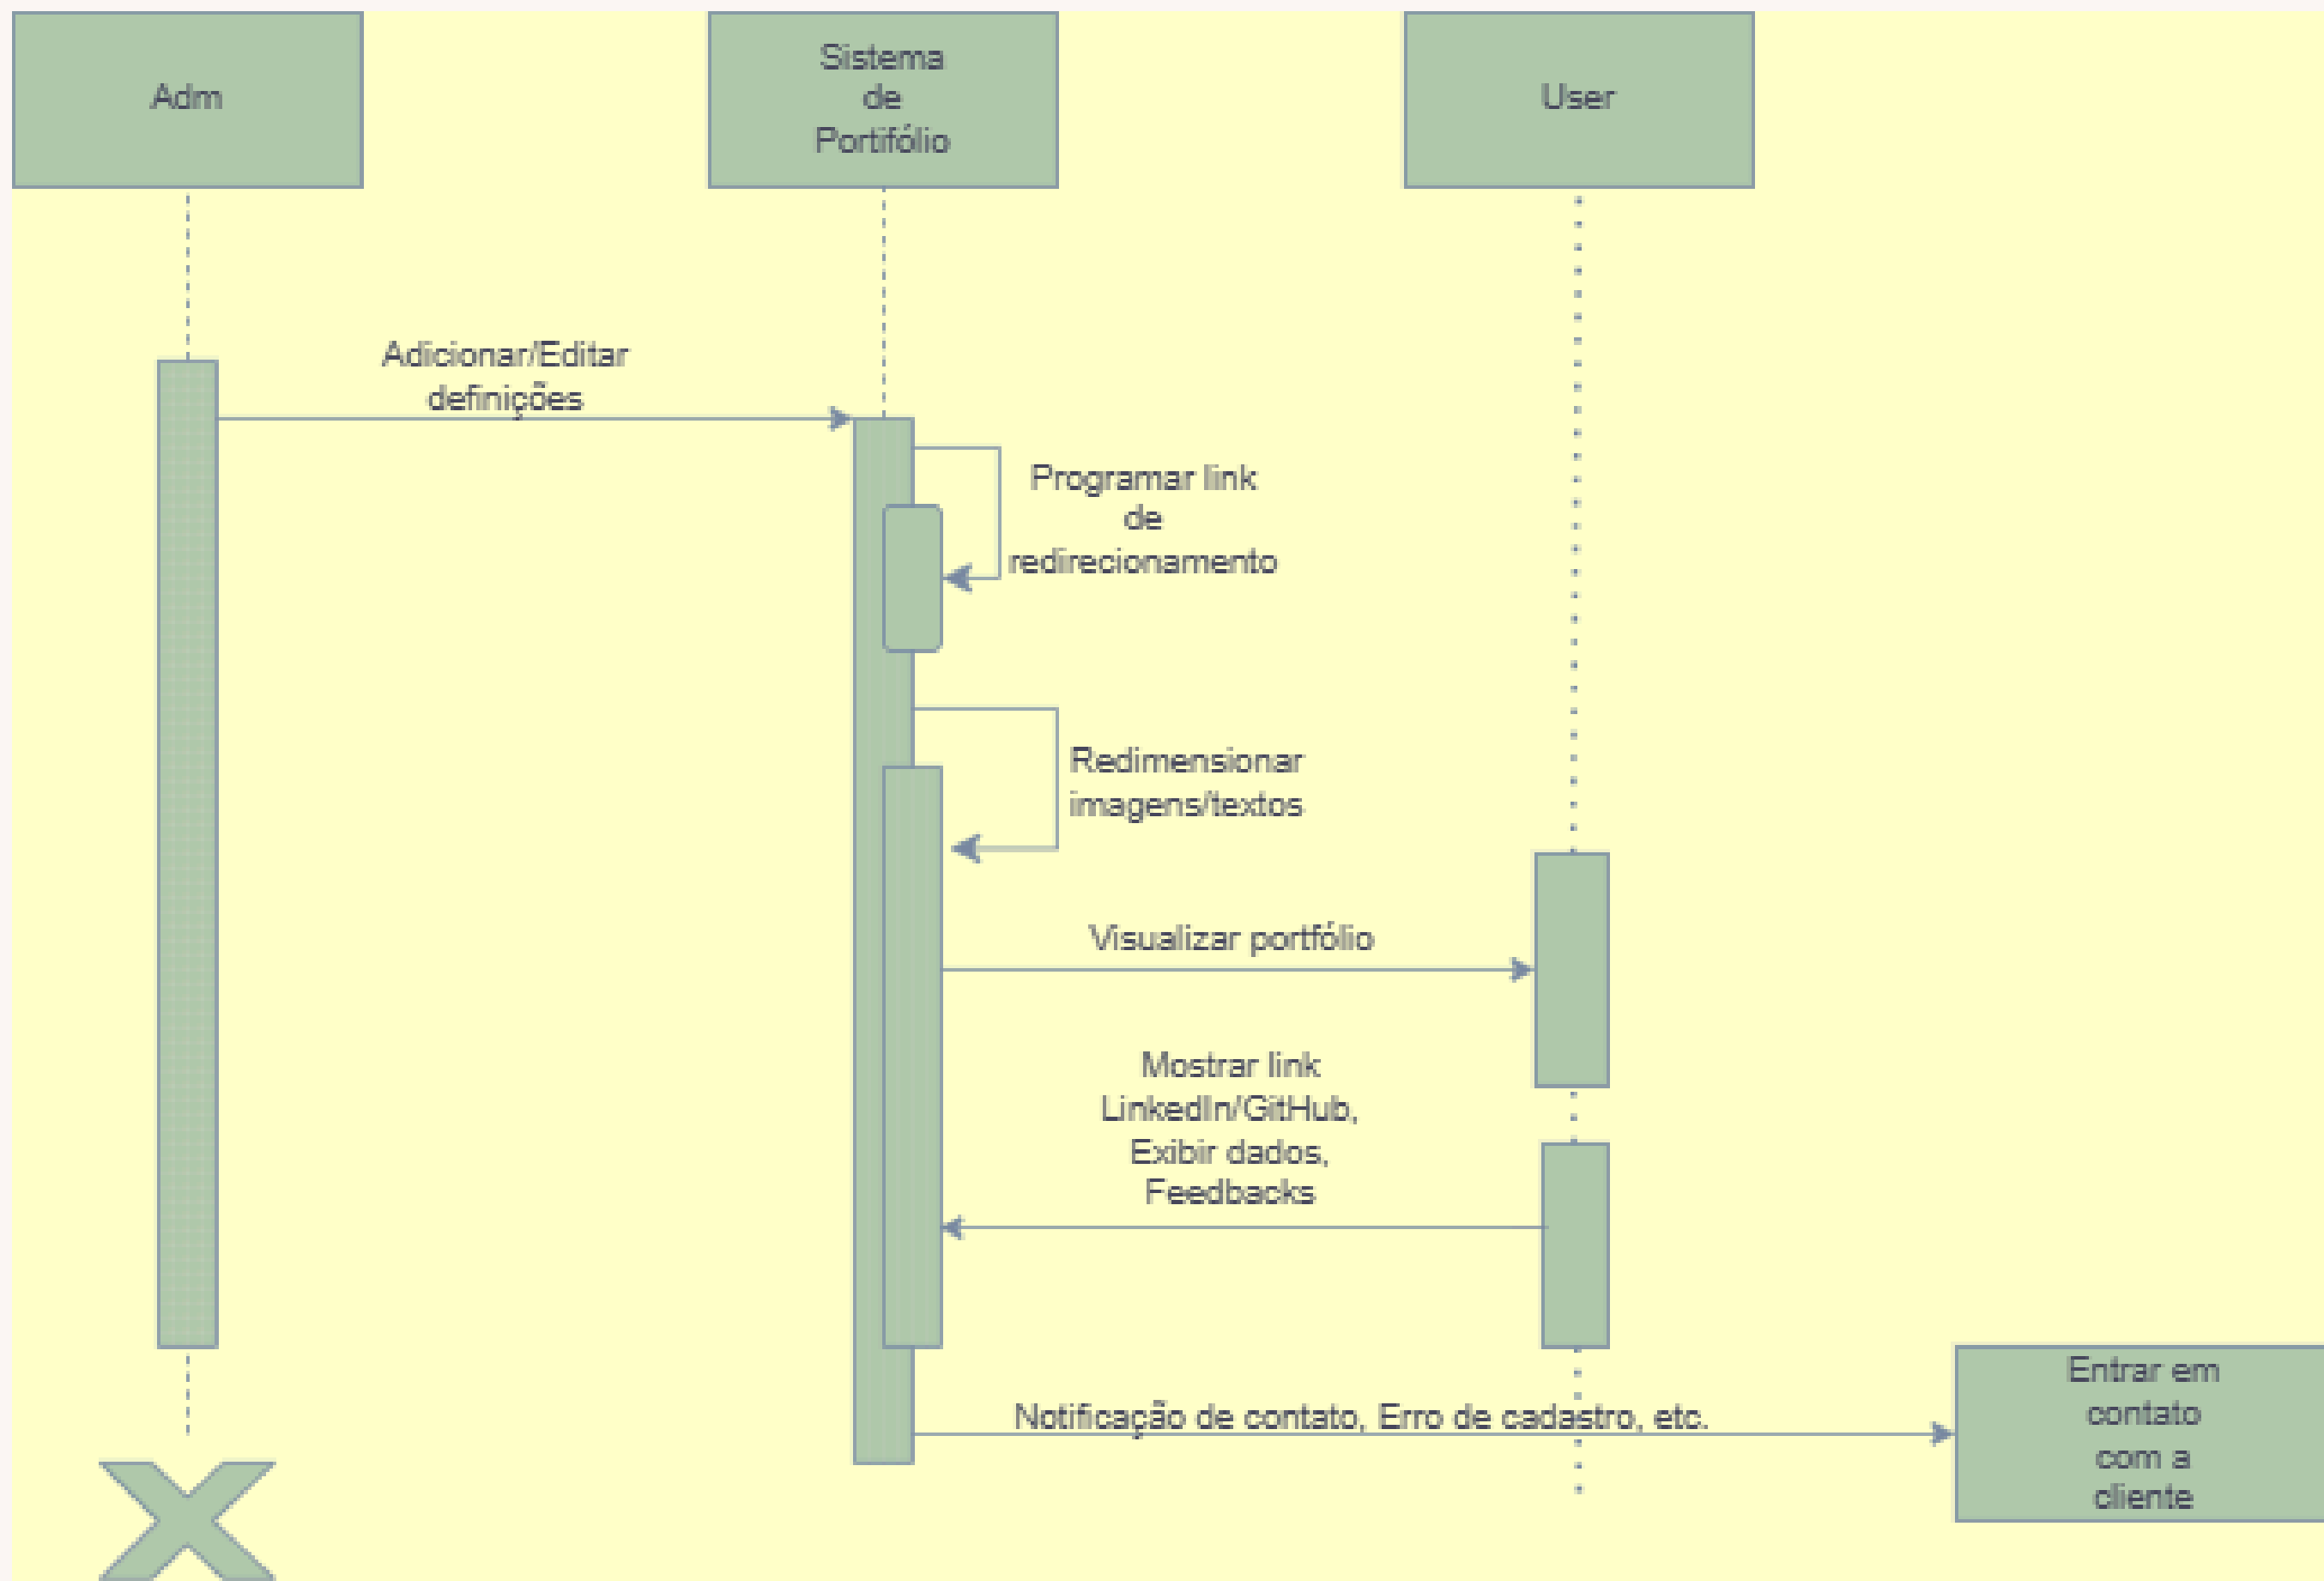 Adm
Sistema
de
Portifólio
User
Adicionar/Editar
definições
Programar link
de
redirecionamento
Redimensionar
imagens/textos
Visualizar portfólio
Mostrar link
LinkedIn/GitHub,
Exibir dados,
Feedbacks
Notificação de contato, Erro de cadastro, etc.
Entrar em
contato
com a
cliente